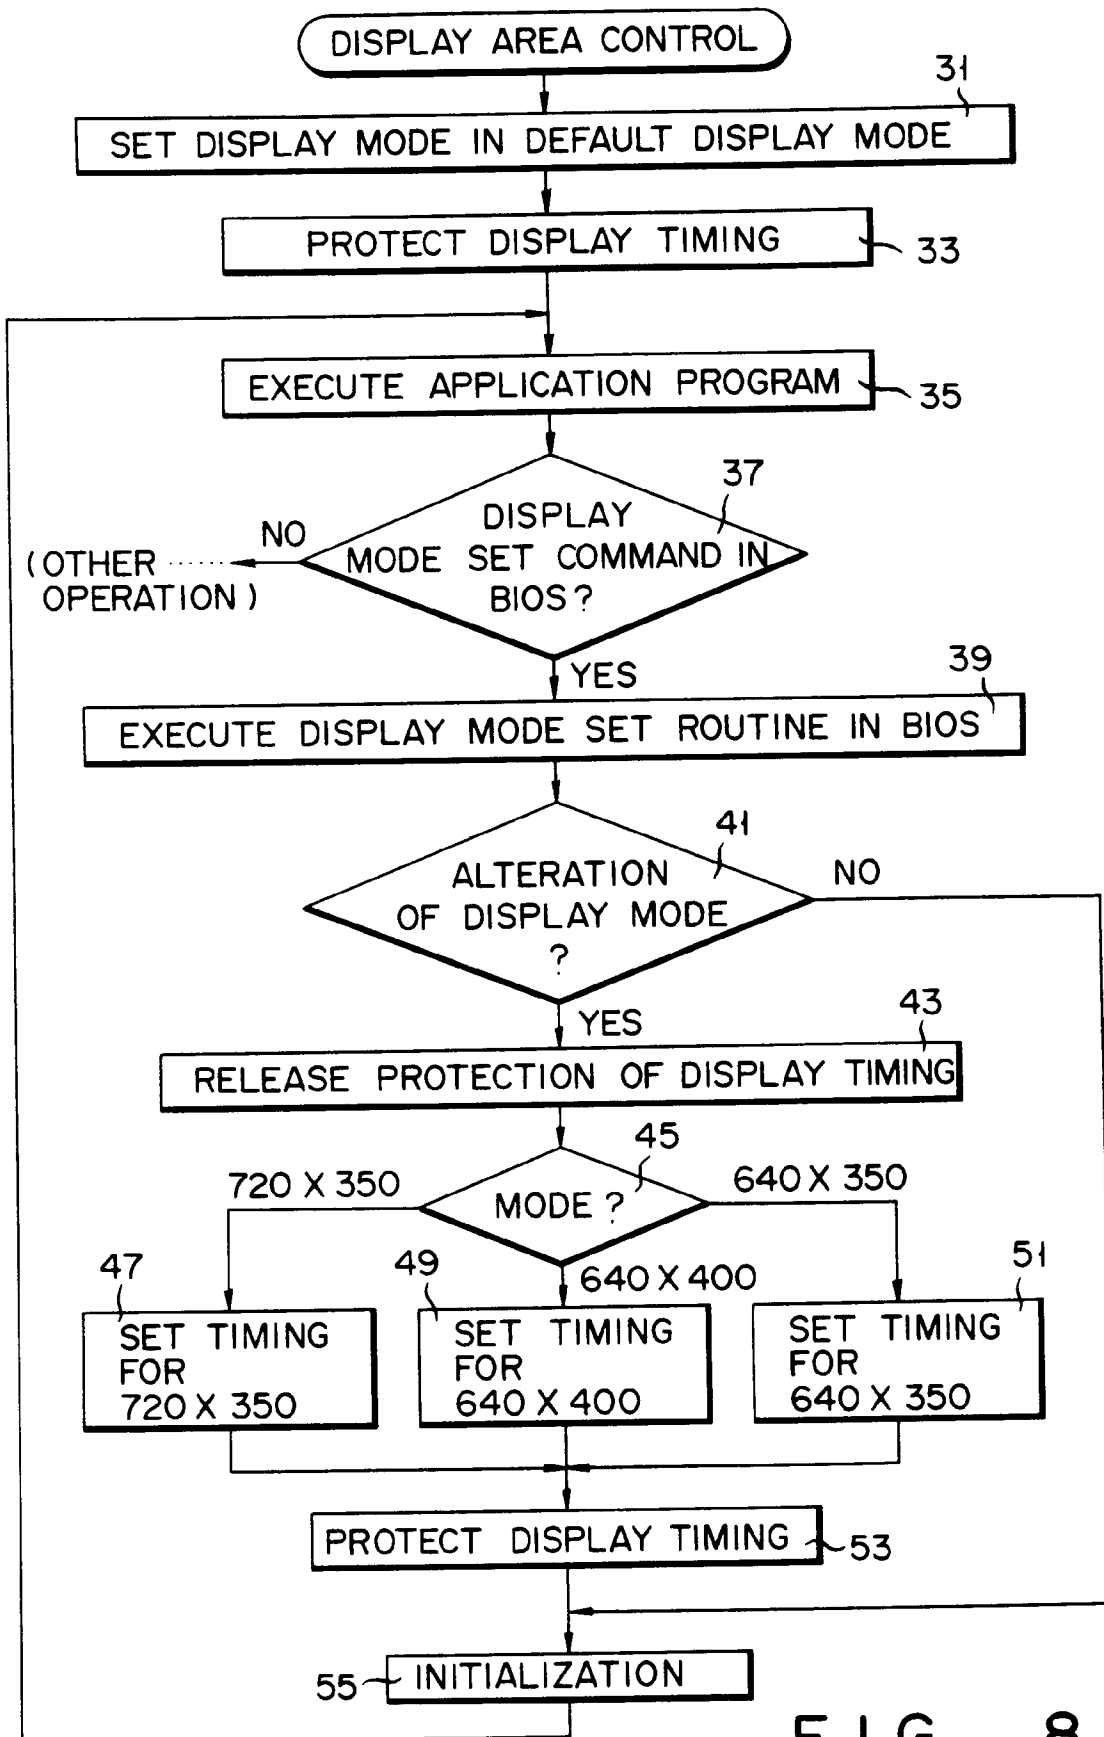 DISPLAY AREA CONTROL
31
SET DISPLAY MODE IN DEFAULT DISPLAY MODE
PROTECT DISPLAY TIMING
33
EXECUTE APPLICATION PROGRAM
35
37
DISPLAY
MODE SET COMMAND IN
BIOS?
NO
(OTHER ......
OPERATION)
YES
39
EXECUTE DISPLAY MODE SET ROUTINE IN BIOS
41
ALTERATION
OF DISPLAY MODE
?
NO
YES
43
RELEASE PROTECTION OF DISPLAY TIMING
45
MODE?
720 X 350
640 X 350
640 X 400
47
SET TIMING
FOR
720 X 350
49
SET TIMING
FOR
640 X 400
51
SET TIMING
FOR
640 X 350
PROTECT DISPLAY TIMING
53
55
INITIALIZATION
FIG. 8